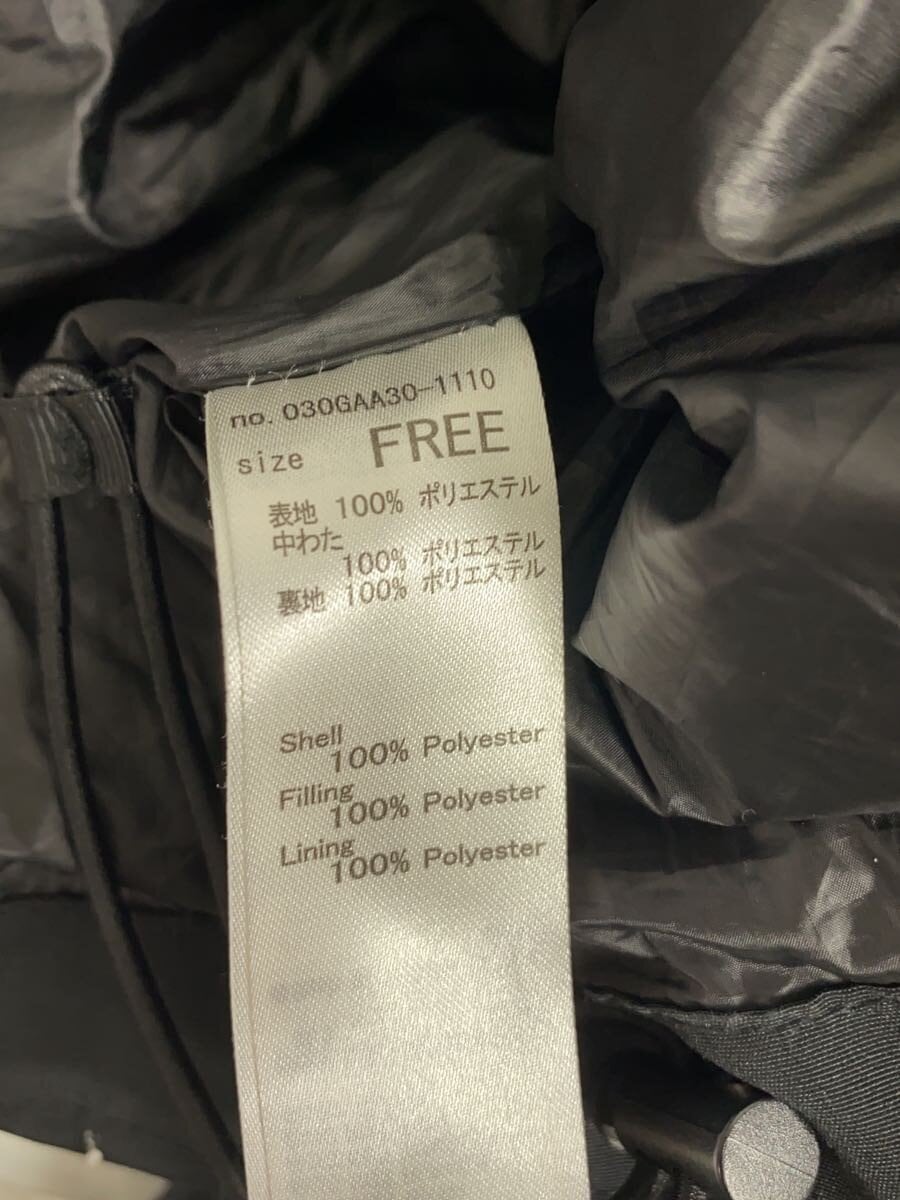 no. 030GAA30-1110
size FREE
表地 100% ポリエステル
中わた
100% ポリエステル
裏地 100% ポリエステル
Shell
100% Polyester
Filling
100% Polyester
Lining
100% Polyester